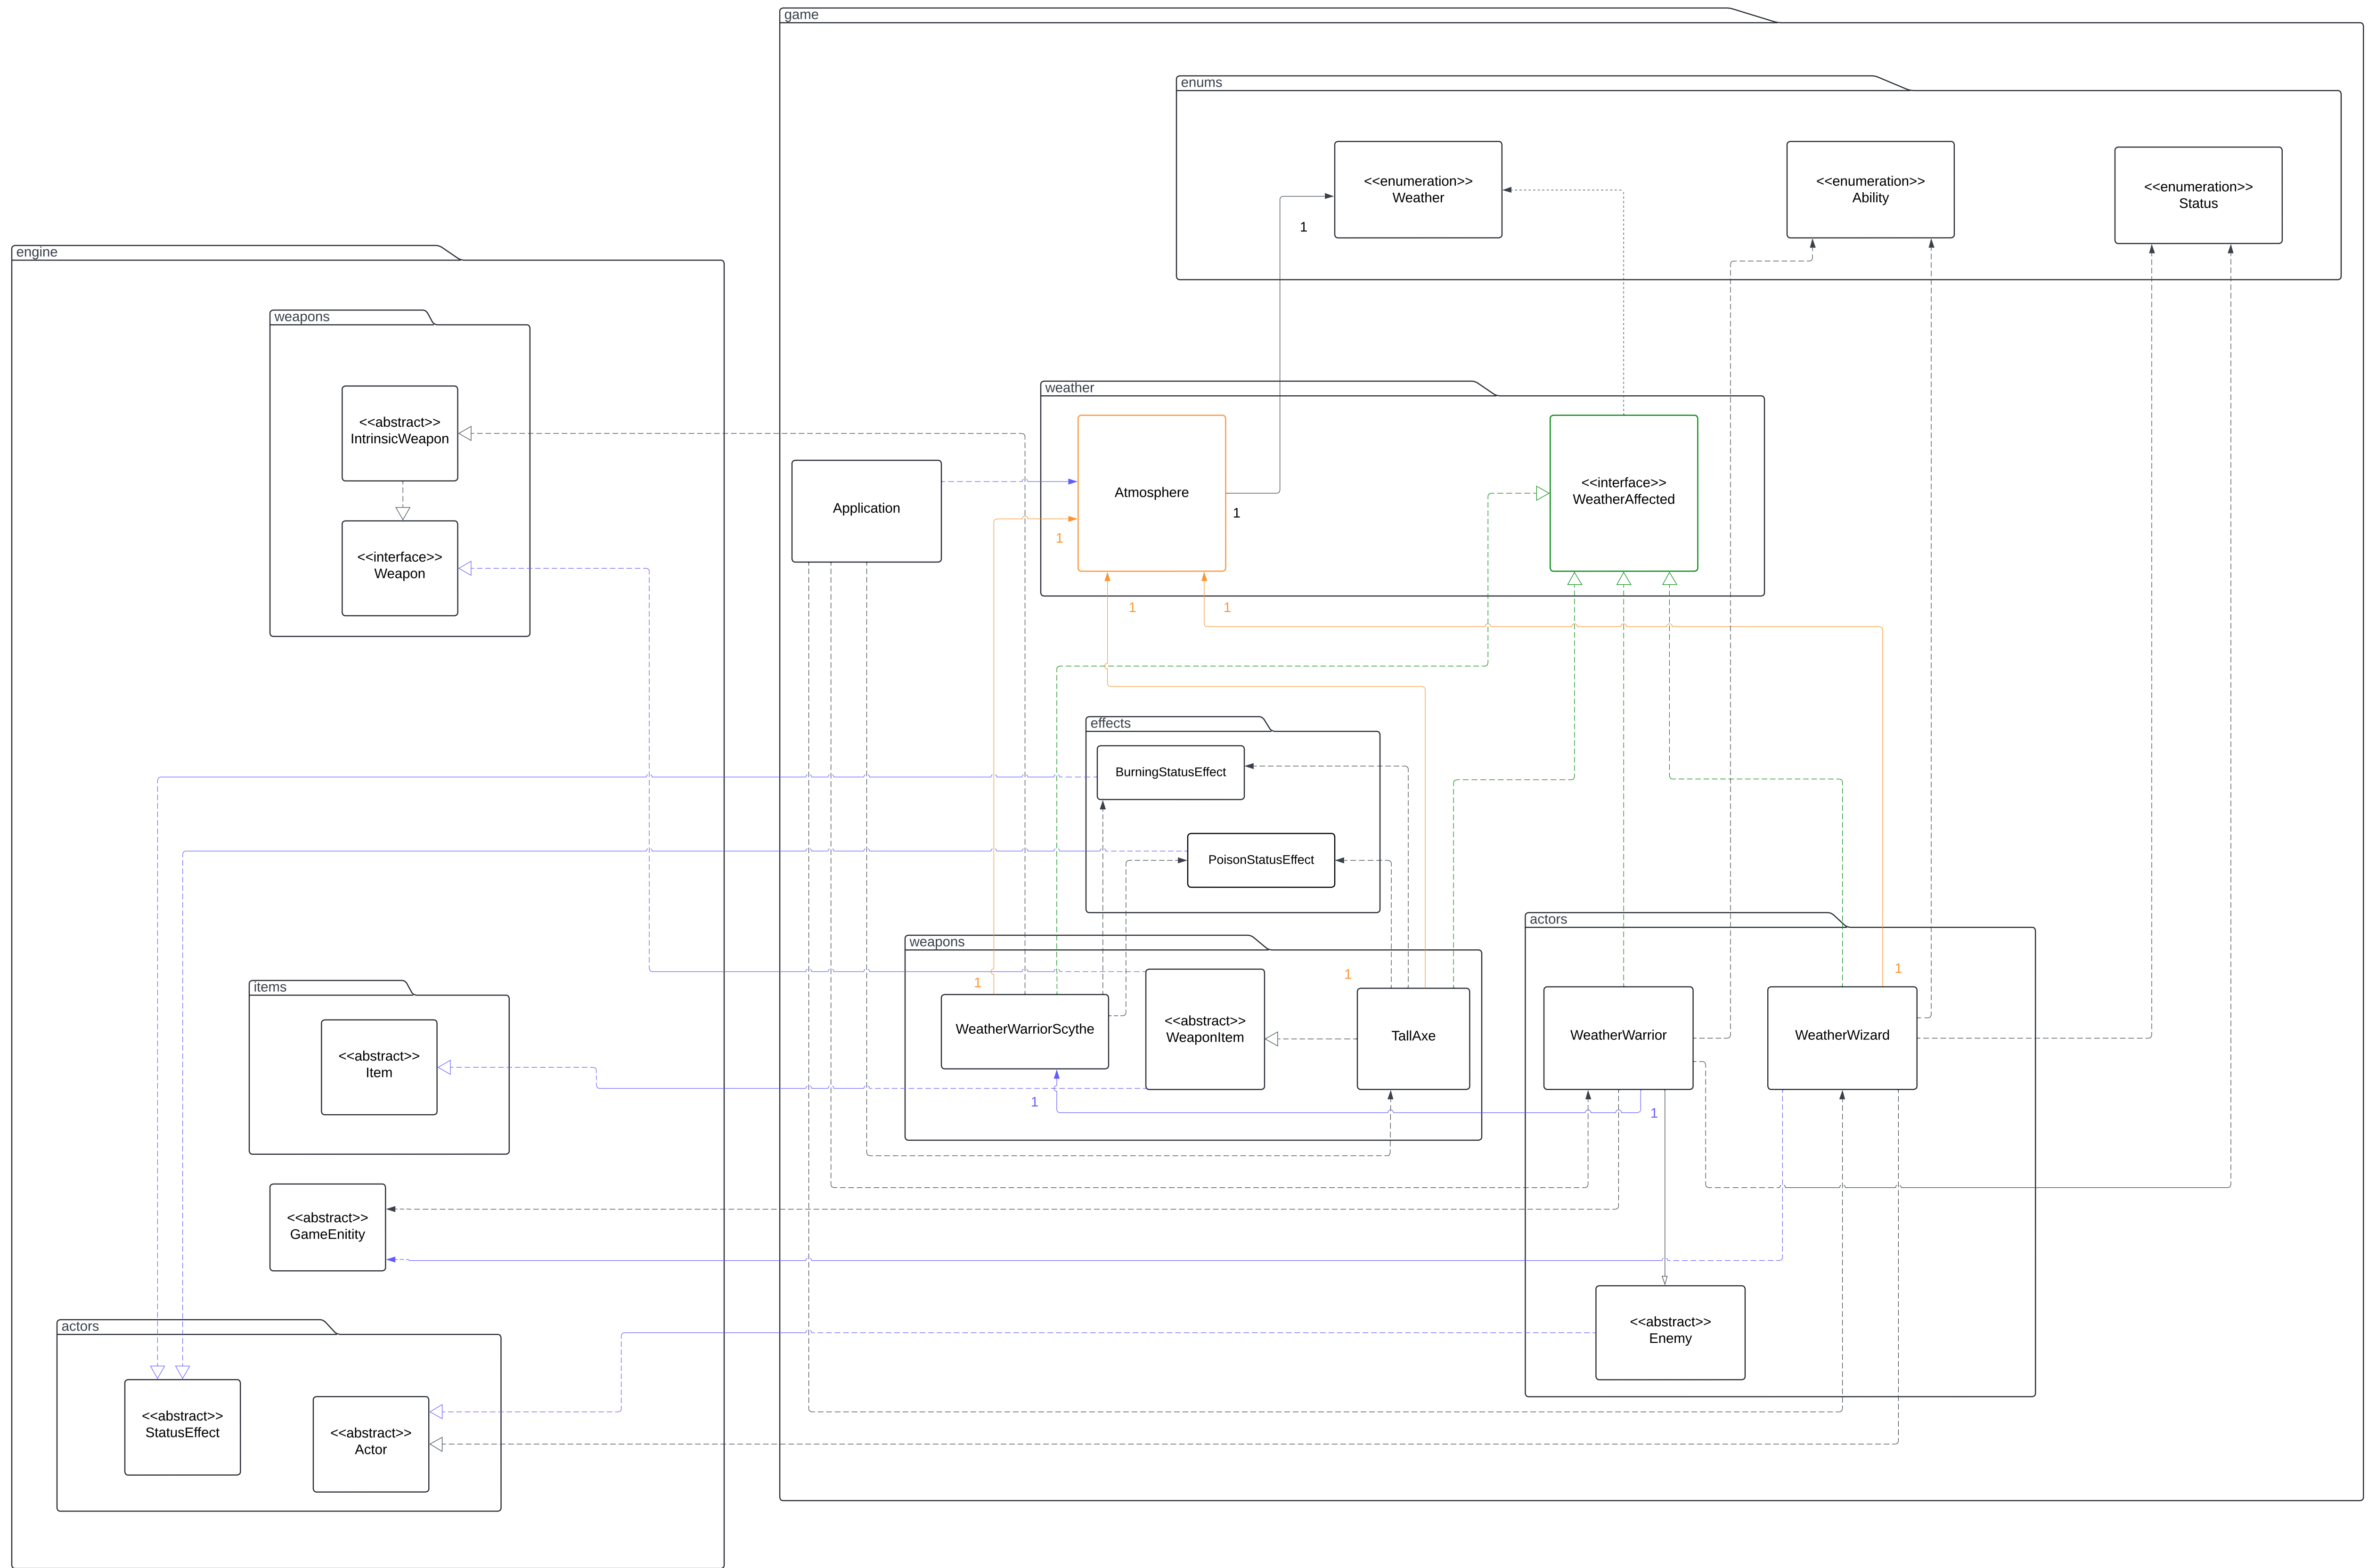 game
enums
<<enumeration>>
Weather
<<enumeration>>
Ability
<<enumeration>>
Status
1
engine
weapons
<<abstract>>
IntrinsicWeapon
<<interface>>
Weapon
weather
Atmosphere
<<interface>>
WeatherAffected
Application
1
1
1
1
effects
BurningStatusEffect
PoisonStatusEffect
weapons
1
WeatherWarriorScythe
<<abstract>>
WeaponItem
1
TallAxe
1
actors
1
WeatherWarrior
WeatherWizard
1
<<abstract>>
Enemy
items
<<abstract>>
Item
<<abstract>>
GameEnitity
actors
<<abstract>>
StatusEffect
<<abstract>>
Actor